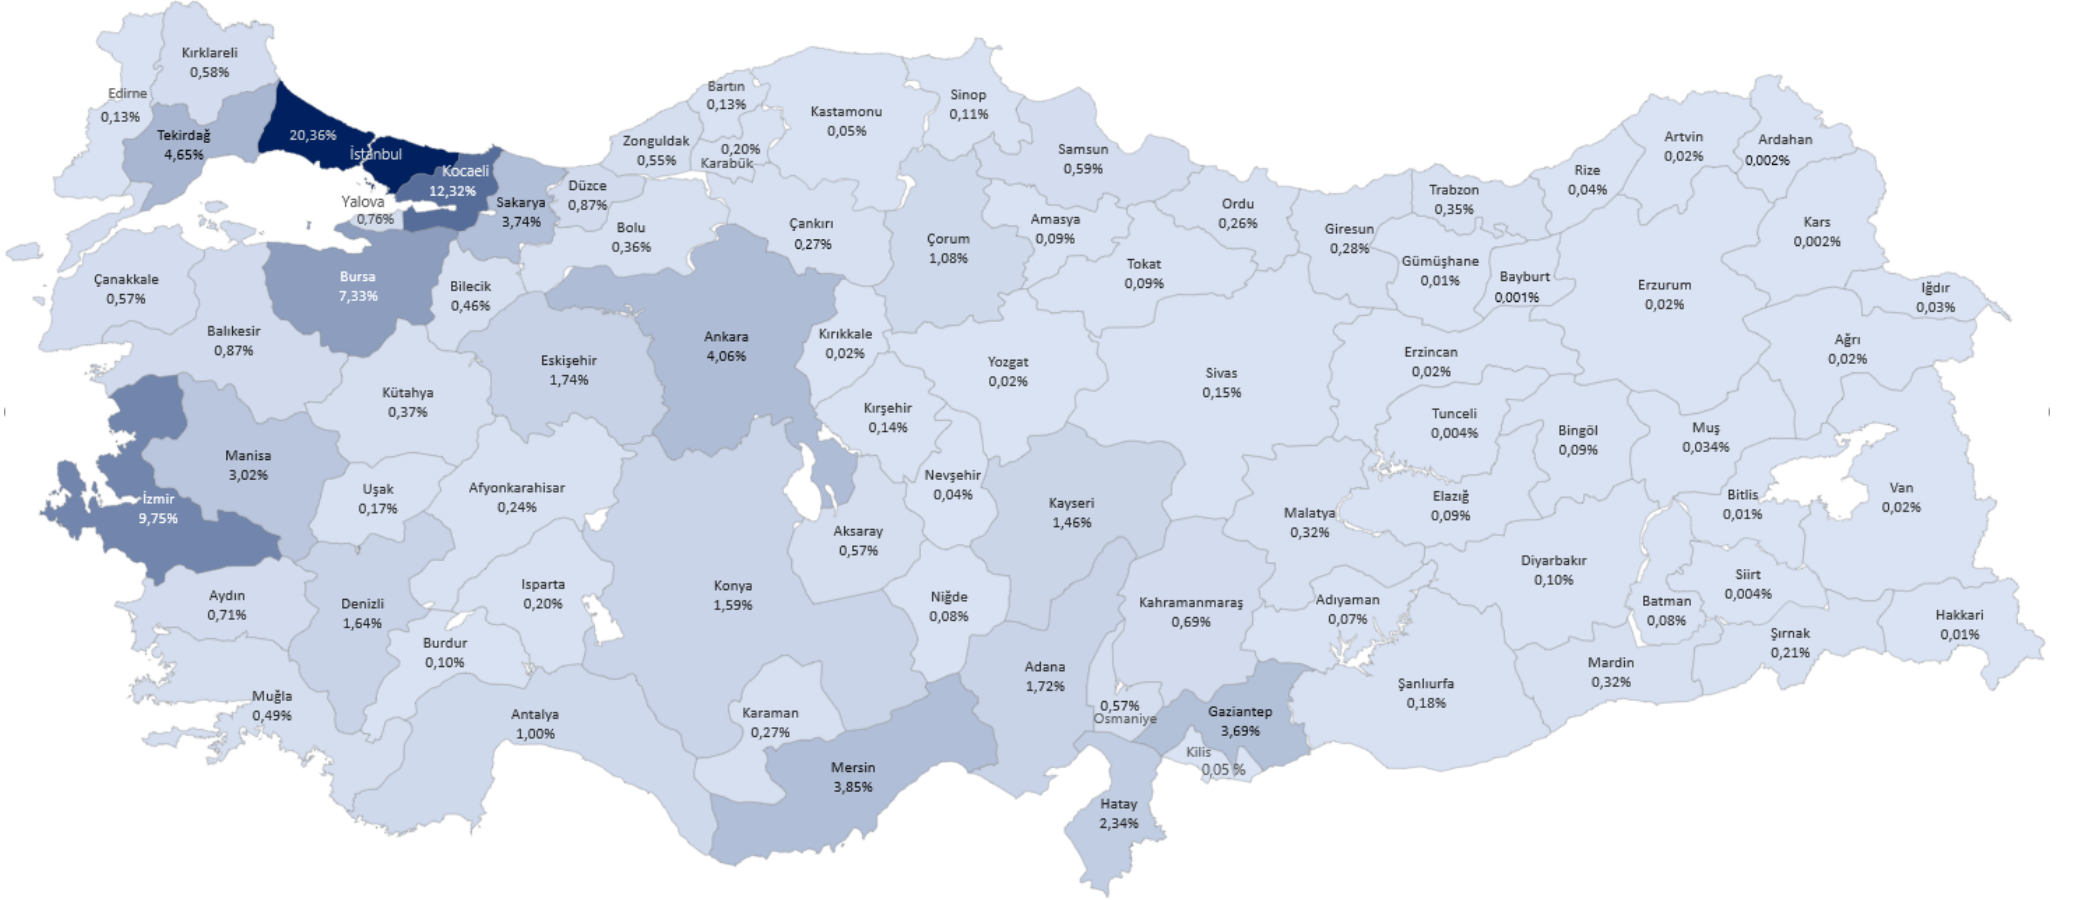 Kırklareli
0,58%
Edirne
0,13%
Tekirdağ
4,65%
20,36%
İstanbul
Kocaeli
12,32%
Yalova
0,76%
Sakarya
3,74%
Düzce
0,87%
Bolu
0,36%
Zonguldak
0,55%
Bartın
0,13%
0,20%
Karabük
Kastamonu
0,05%
Sinop
0,11%
Samsun
0,59%
Çankırı
0,27%
Çorum
1,08%
Amasya
0,09%
Tokat
0,09%
Ordu
0,26%
Giresun
0,28%
Trabzon
0,35%
Gümüşhane
0,01%
Bayburt
0,001%
Rize
0,04%
Artvin
0,02%
Ardahan
0,002%
Kars
0,002%
Iğdır
0,03%
Erzurum
0,02%
Ağrı
0,02%
Çanakkale
0,57%
Balıkesir
0,87%
Bursa
7,33%
Bilecik
0,46%
Kütahya
0,37%
Eskişehir
1,74%
Ankara
4,06%
Kırıkkale
0,02%
Kırşehir
0,14%
Yozgat
0,02%
Sivas
0,15%
Erzincan
0,02%
Tunceli
0,004%
Bingöl
0,09%
Muş
0,034%
Manisa
3,02%
İzmir
9,75%
Uşak
0,17%
Afyonkarahisar
0,24%
Nevşehir
0,04%
Aksaray
0,57%
Kayseri
1,46%
Malatya
0,32%
Elazığ
0,09%
Bitlis
0,01%
Van
0,02%
Aydın
0,71%
Denizli
1,64%
Isparta
0,20%
Burdur
0,10%
Konya
1,59%
Niğde
0,08%
Kahramanmaraş
0,69%
Adıyaman
0,07%
Diyarbakır
0,10%
Batman
0,08%
Siirt
0,004%
Şırnak
0,21%
Hakkari
0,01%
Muğla
0,49%
Antalya
1,00%
Karaman
0,27%
Mersin
3,85%
Adana
1,72%
0,57%
Osmaniye
Gaziantep
3,69%
Kilis
0,05 %
Hatay
2,34%
Şanlıurfa
0,18%
Mardin
0,32%